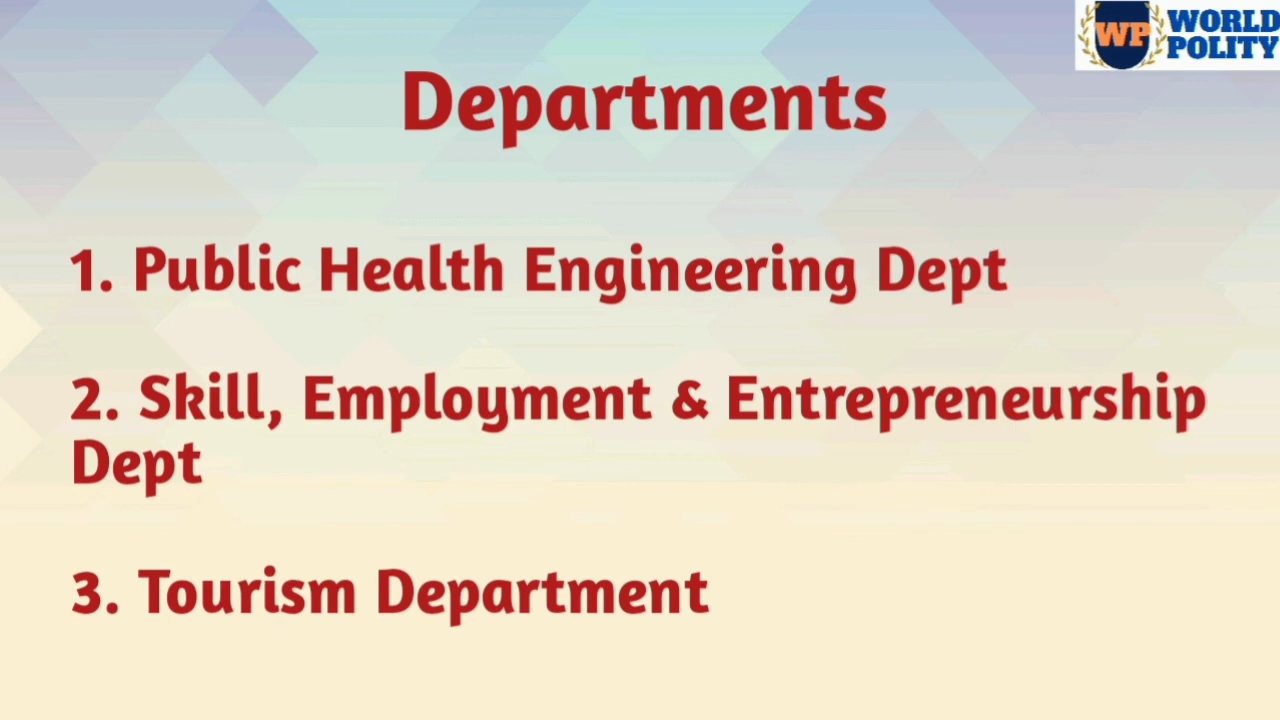 WP WORLD
POLITY
Departments
1. Public Health Engineering Dept
2. Skill, Employment & Entrepreneurship
Dept
3. Tourism Department